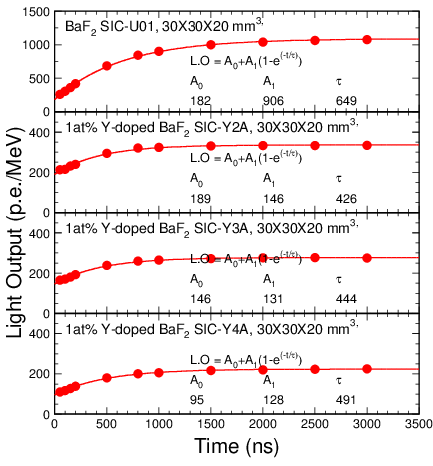 1500
BaF2 SIC-U01, 30X30X20 mm3,
1000
L.O = A0+A1(1-e(-t/τ))
A0 A1 τ
500
182 906 649
0
1at% Y-doped BaF2 SIC-Y2A, 30X30X20 mm3,
400
L.O = A0+A1(1-e(-t/τ))
A0 A1 τ
200
189 146 426
0
1at% Y-doped BaF2 SIC-Y3A, 30X30X20 mm3,
400
L.O = A0+A1(1-e(-t/τ))
200
A0 A1 τ
146 131 444
0
1at% Y-doped BaF2 SIC-Y4A, 30X30X20 mm3,
400
L.O = A0+A1(1-e(-t/τ))
200
A0 A1 τ
95 128 491
0
0 500 1000 1500 2000 2500 3000 3500
Time (ns)
Light Output (p.e./MeV)